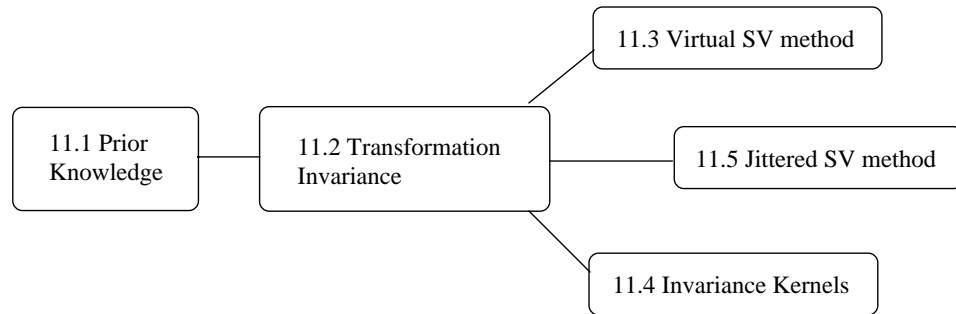 11.3 Virtual SV method
11.1 Prior
Knowledge
11.2 Transformation
Invariance
11.5 Jittered SV method
11.4 Invariance Kernels